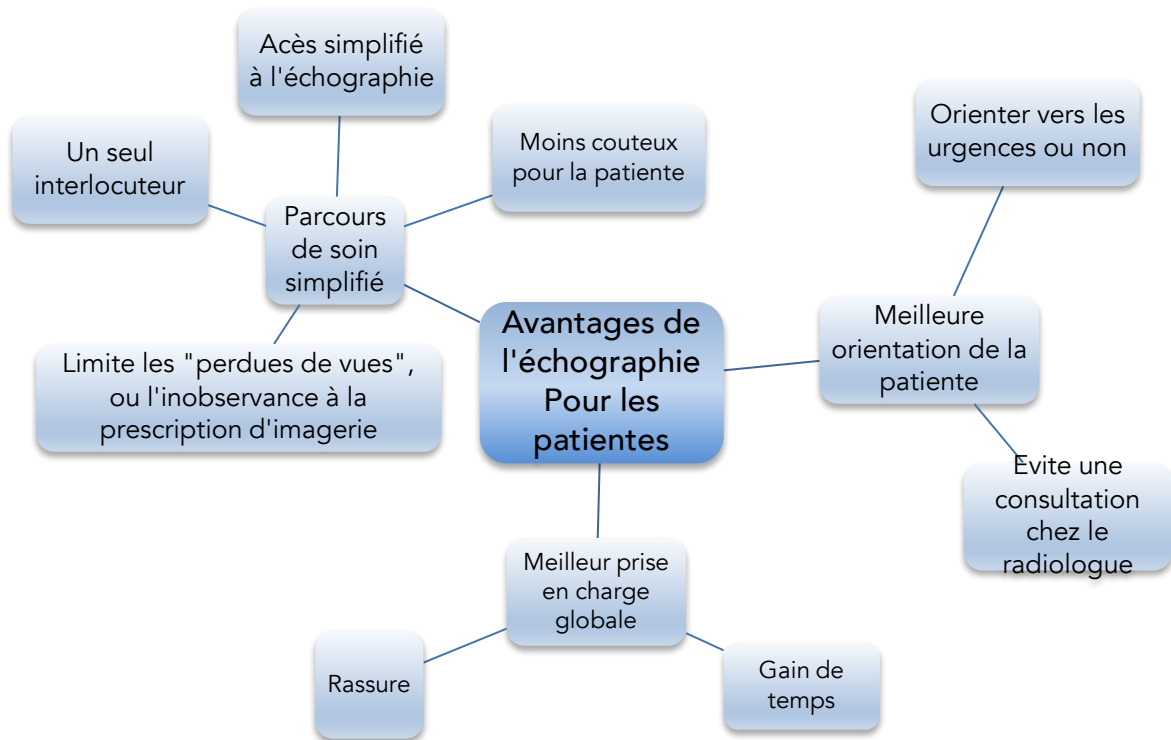 Acès simplifié
à l'échographie
Un seul
interlocuteur
Moins couteux
pour la patiente
Parcours
de soin
simplifié
Limite les "perdues de vues",
ou l'inobservance à la
prescription d'imagerie
Avantages de
l'échographie
Pour les
patientes
Orienter vers les
urgences ou non
Meilleure
orientation de la
patiente
Evite une
consultation
chez le
radiologue
Meilleur prise
en charge
globale
Rassure
Gain de
temps